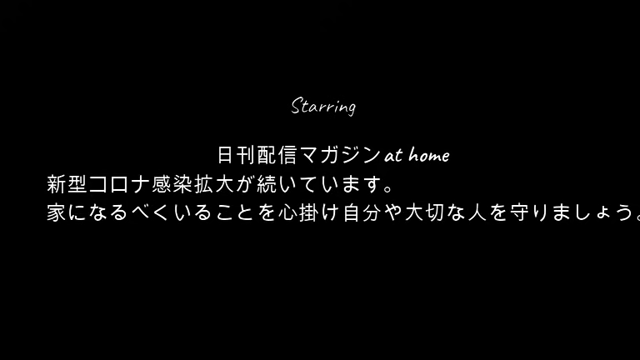 Starring
日刊配信マガジンat home
新型コロナ感染拡大が続いています。
家になるべくいることを心掛け自分や大切な人を守りましょう。